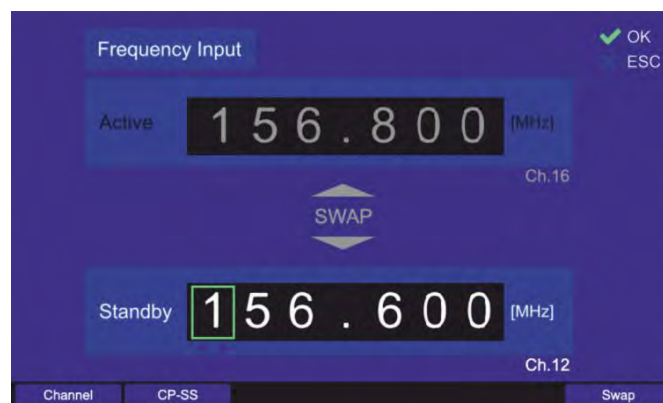 Frequency Input
OK
ESC
Active 156.800 [MHz]
Ch.16
SWAP
Standby 156.600 [MHz]
Ch.12
Channel CP-SS Swap